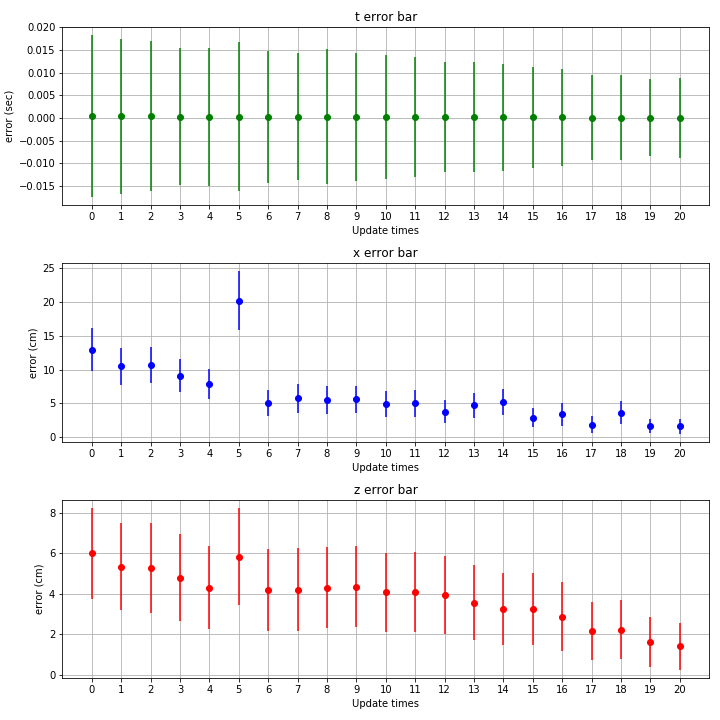 t error bar
0.020
0.015
0.010
0.005
0.000
−0.005
−0.010
−0.015
error (sec)
0 1 2 3 4 5 6 7 8 9 10 11 12 13 14 15 16 17 18 19 20
Update times
x error bar
25
20
15
10
5
0
error (cm)
0 1 2 3 4 5 6 7 8 9 10 11 12 13 14 15 16 17 18 19 20
Update times
z error bar
8
6
4
2
0
error (cm)
0 1 2 3 4 5 6 7 8 9 10 11 12 13 14 15 16 17 18 19 20
Update times